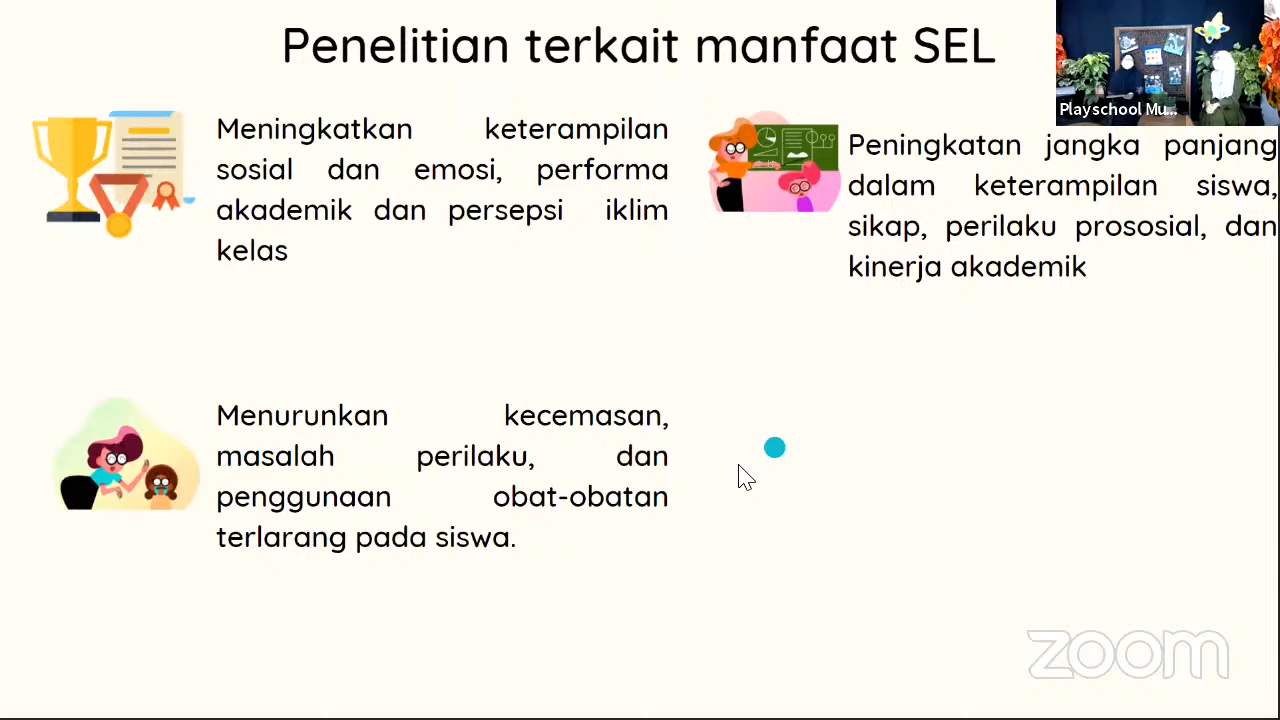 Penelitian terkait manfaat SEL
Playschool Mu...
Meningkatkan keterampilan
sosial dan emosi, performa
akademik dan persepsi iklim
kelas
Peningkatan jangka panjang
dalam keterampilan siswa,
sikap, perilaku prososial, dan
kinerja akademik
Menurunkan kecemasan,
masalah perilaku, dan
penggunaan obat-obatan
terlarang pada siswa.
zoom